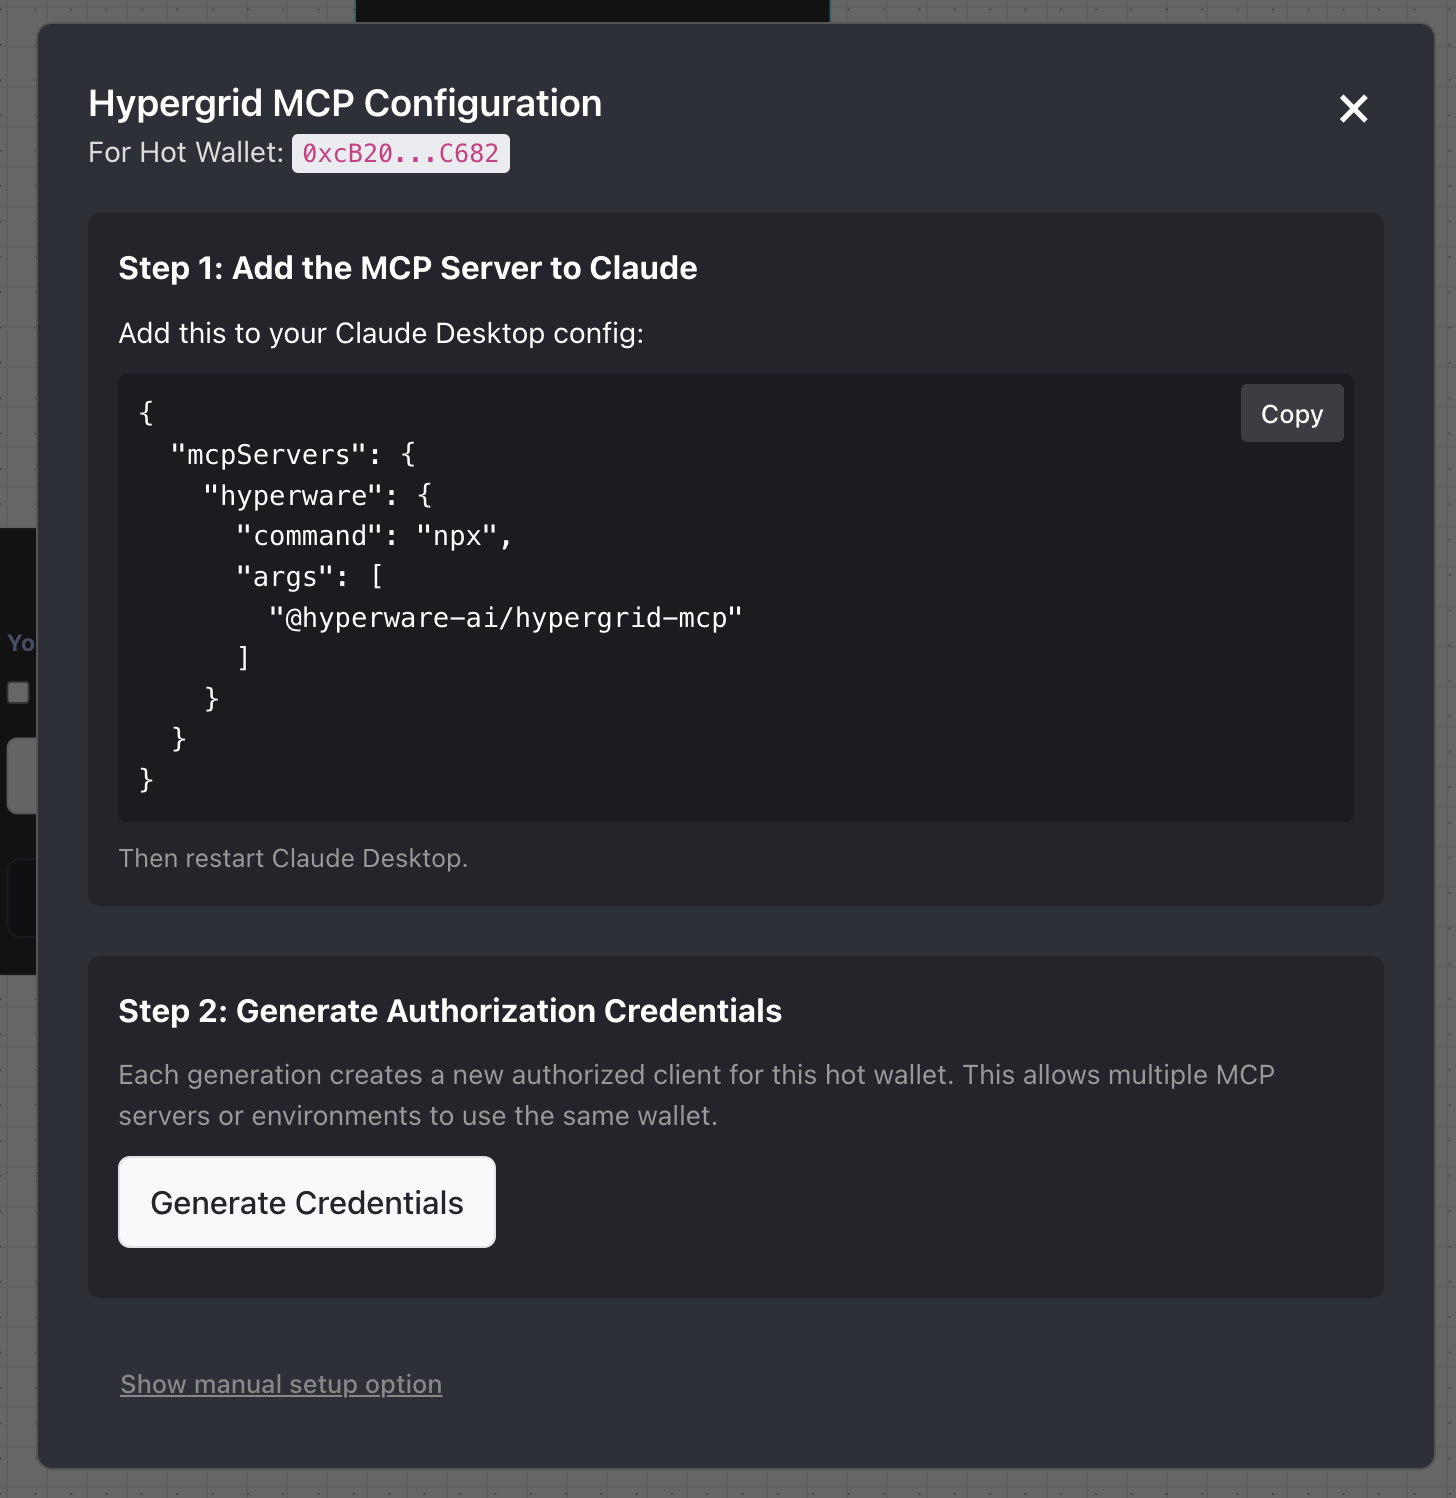 Hypergrid MCP Configuration
For Hot Wallet: 0xcB20...C682
Step 1: Add the MCP Server to Claude
Add this to your Claude Desktop config:
Copy
{
  "mcpServers": {
    "hyperware": {
      "command": "npx",
      "args": [
        "@hyperware-ai/hypergrid-mcp"
      ]
    }
  }
}
Then restart Claude Desktop.
Step 2: Generate Authorization Credentials
Each generation creates a new authorized client for this hot wallet. This allows multiple MCP
servers or environments to use the same wallet.
Generate Credentials
Show manual setup option
Yo